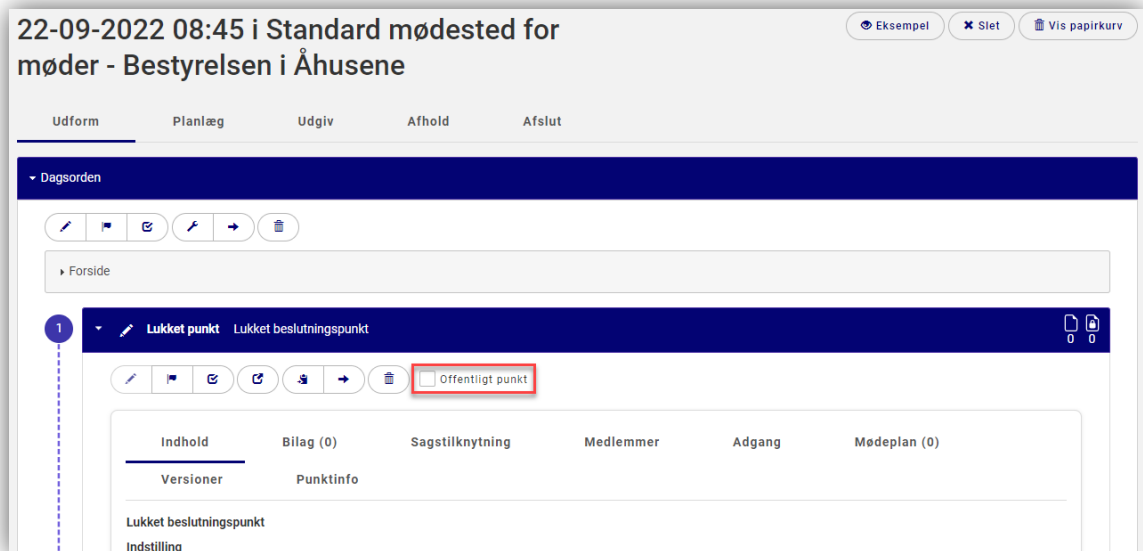 22-09-2022 08:45 i Standard mødested for
møder - Bestyrelsen i Åhusene
Eksempel
Slet
Vis papirkurv
Udform Planlæg Udgiv Afhold Afslut
Dagsorden
Forside
1 Lukket punkt Lukket beslutningspunkt 0 0
Offentligt punkt
Indhold Bilag (0) Sagstilknytning Medlemmer Adgang Mødeplan (0)
Versioner Punktinfo
Lukket beslutningspunkt
Indstilling